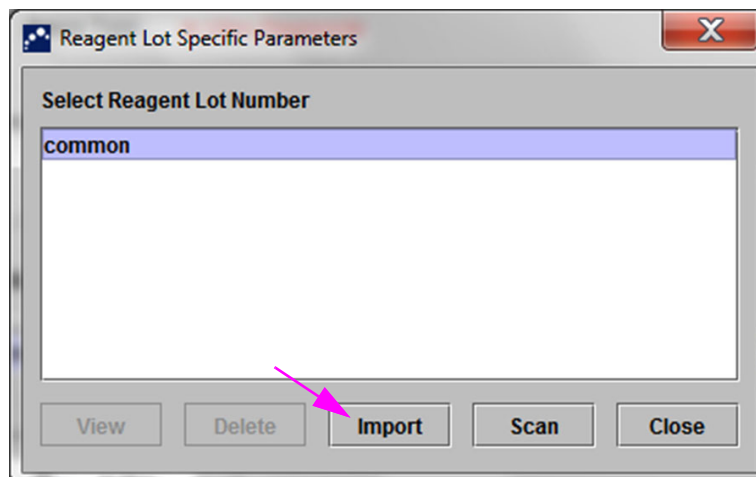 Reagent Lot Specific Parameters
Select Reagent Lot Number
common
View Delete Import Scan Close